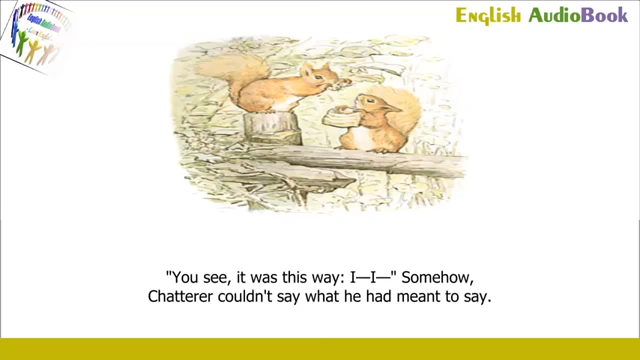 English AudioBook
"You see, it was this way: I—I—" Somehow,
Chatterer couldn't say what he had meant to say.